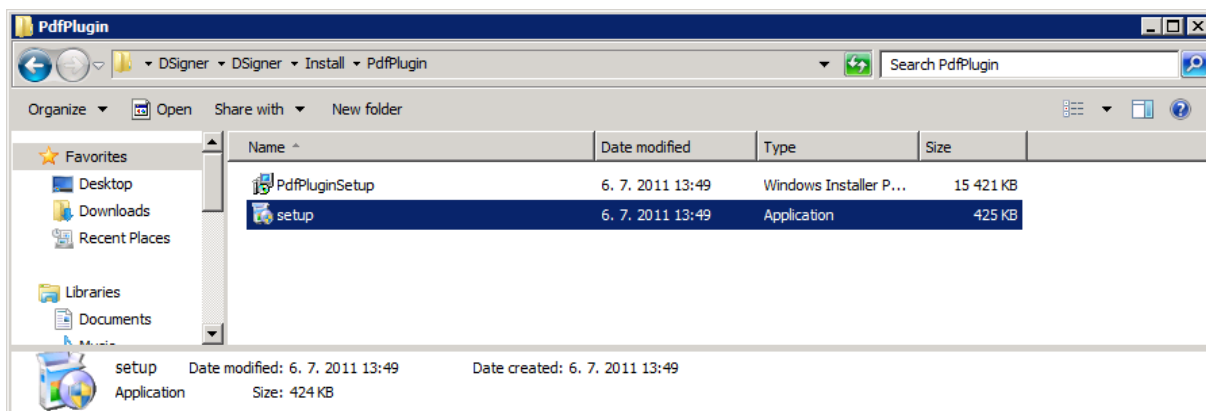 PdfPlugin
DSigner DSigner Install PdfPlugin Search PdfPlugin
Organize Open Share with New folder
Name Date modified Type Size
Favorites
Desktop
Downloads
Recent Places
Libraries
Documents
Music
PdfPluginSetup 6. 7. 2011 13:49 Windows Installer P... 15 421 KB
setup 6. 7. 2011 13:49 Application 425 KB
setup Date modified: 6. 7. 2011 13:49 Date created: 6. 7. 2011 13:49
Application Size: 424 KB